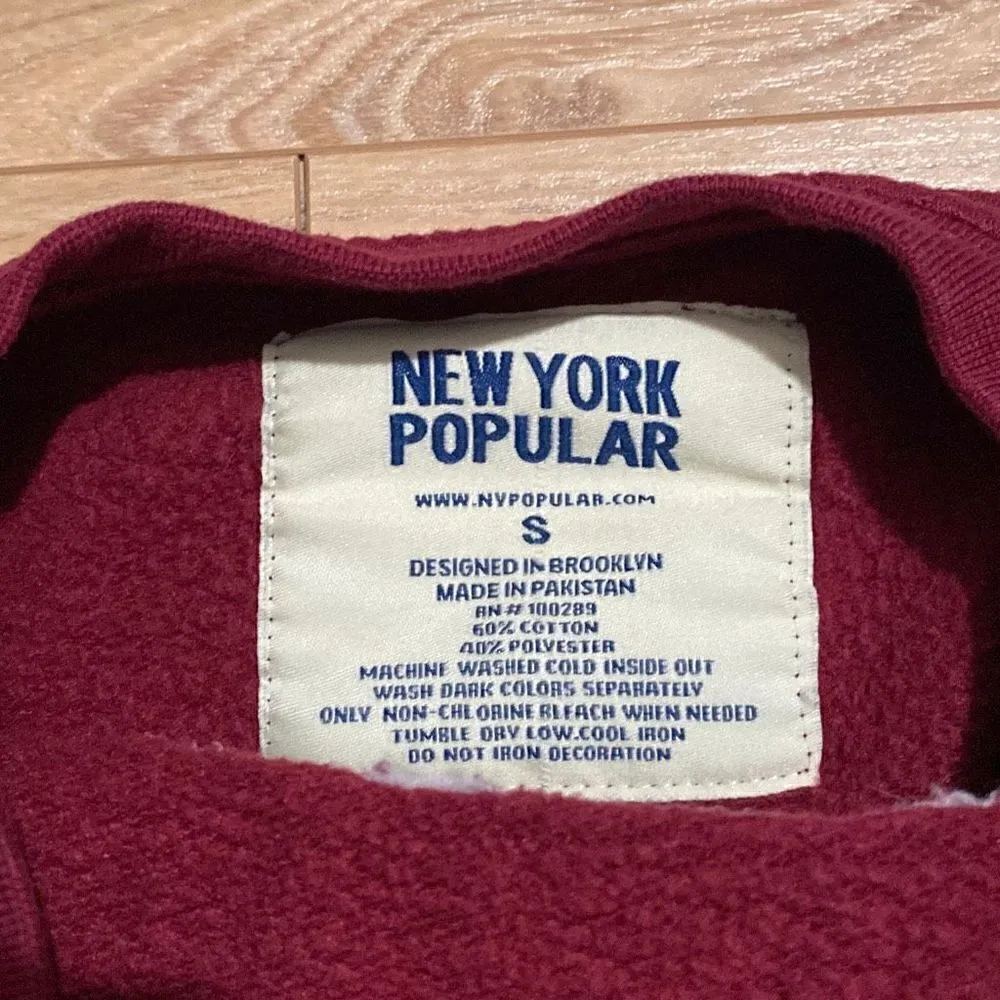 NEW YORK
POPULAR
WWW.NYPOPULAR.COM
S
DESIGNED IN BROOKLYN
MADE IN PAKISTAN
RN # 100289
60% COTTON
40% POLYESTER
MACHINE WASHED COLD INSIDE OUT
WASH DARK COLORS SEPARATELY
ONLY NON-CHLORINE BLEACH WHEN NEEDED
TUMBLE DRY LOW.COOL IRON
DO NOT IRON DECORATION